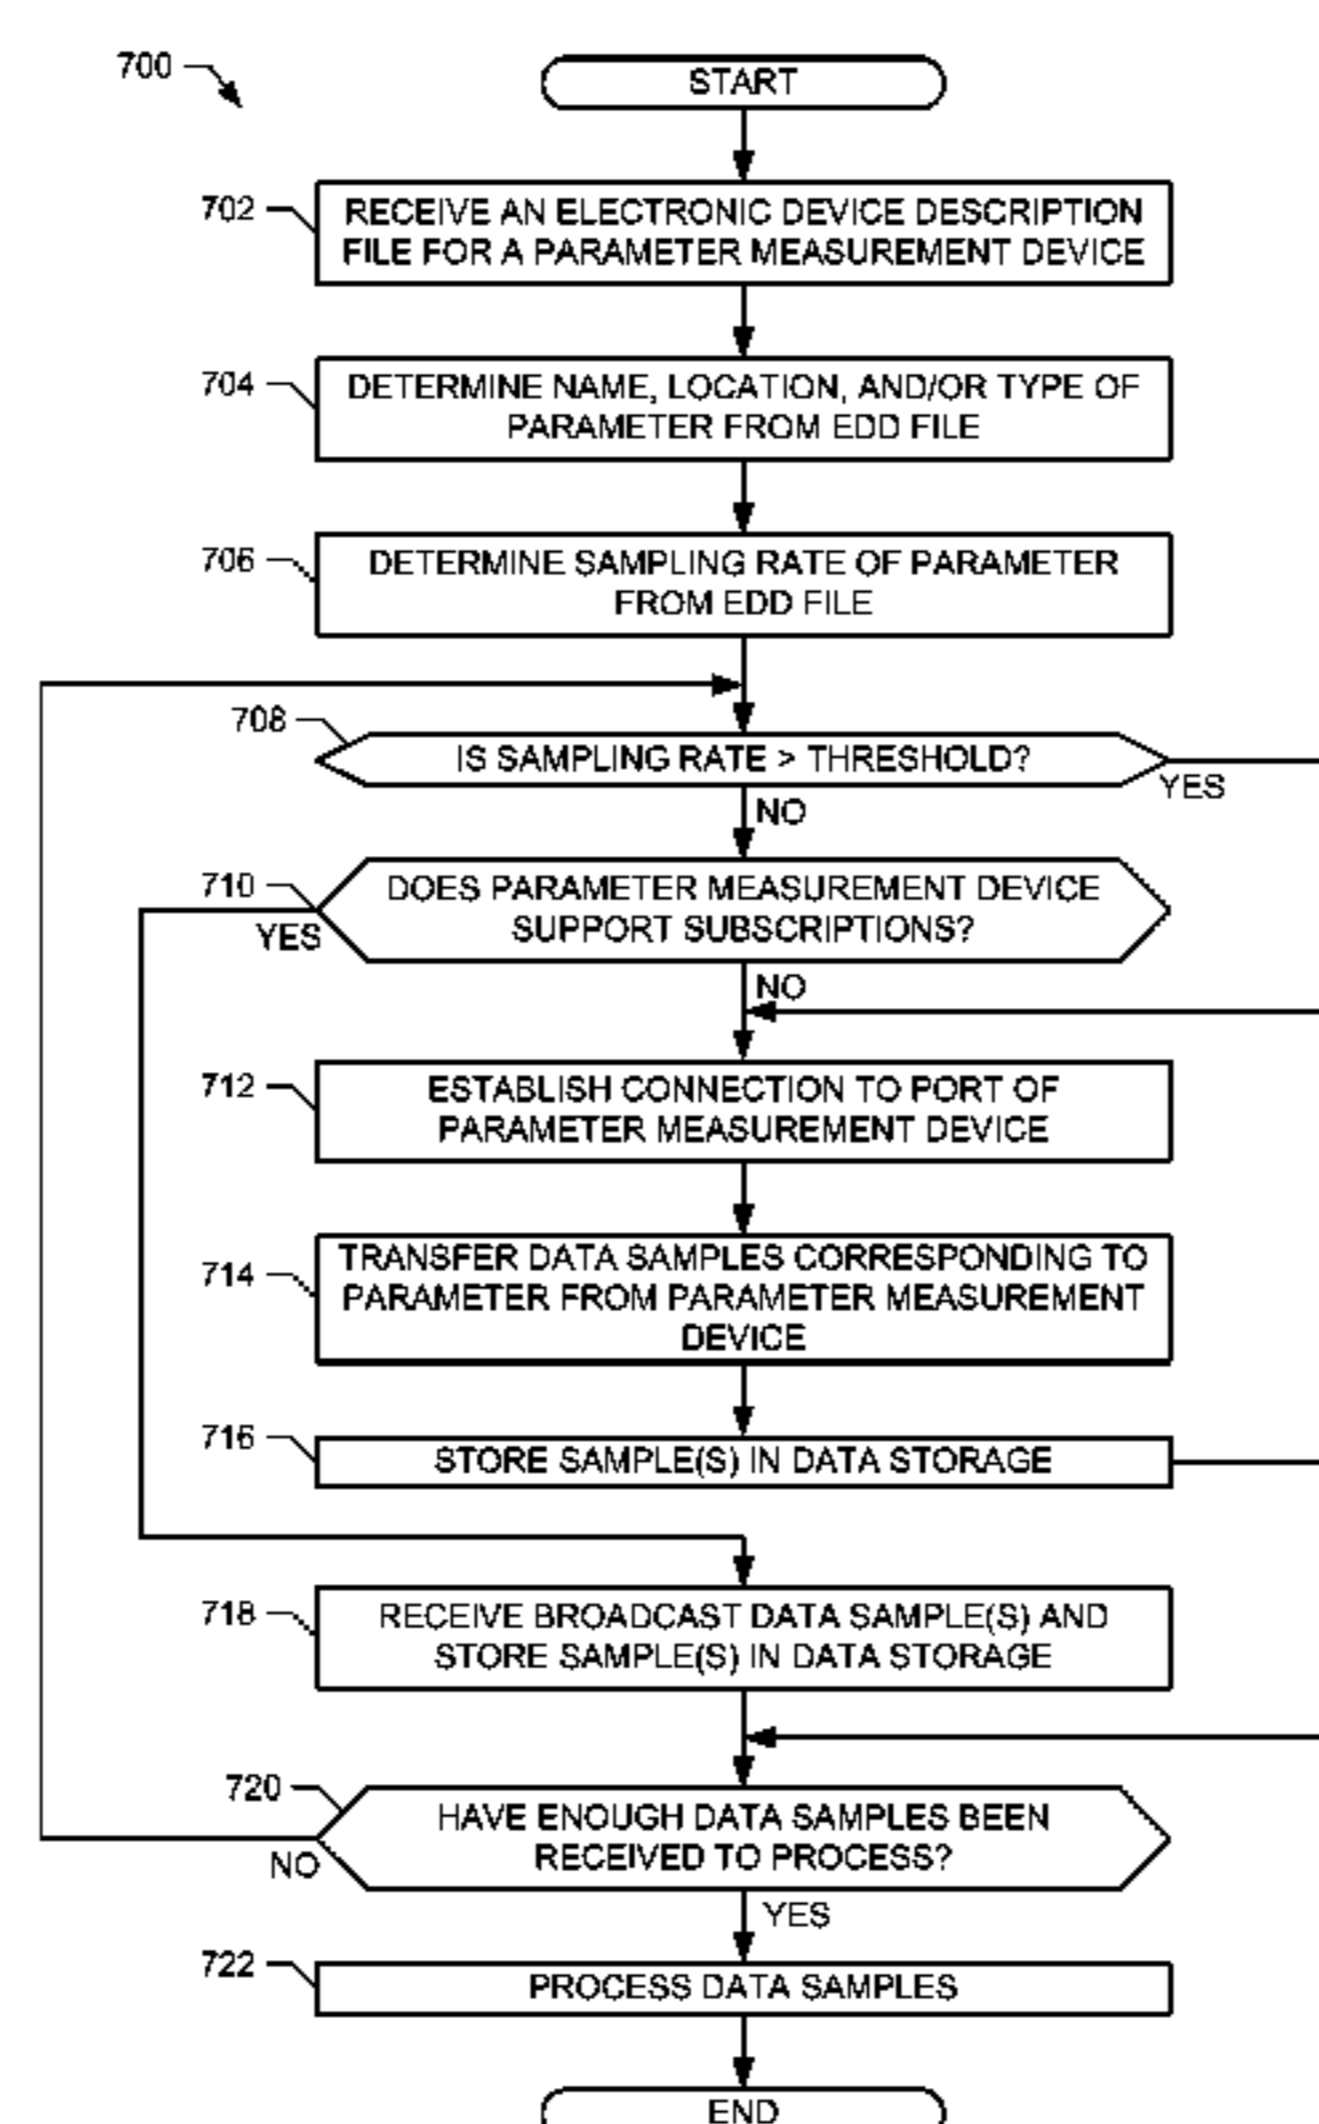 700
START
702
RECEIVE AN ELECTRONIC DEVICE DESCRIPTION
FILE FOR A PARAMETER MEASUREMENT DEVICE
704
DETERMINE NAME, LOCATION, AND/OR TYPE OF
PARAMETER FROM EDD FILE
706
DETERMINE SAMPLING RATE OF PARAMETER
FROM EDD FILE
708
IS SAMPLING RATE > THRESHOLD?
YES
NO
710
DOES PARAMETER MEASUREMENT DEVICE
SUPPORT SUBSCRIPTIONS?
YES
NO
712
ESTABLISH CONNECTION TO PORT OF
PARAMETER MEASUREMENT DEVICE
714
TRANSFER DATA SAMPLES CORRESPONDING TO
PARAMETER FROM PARAMETER MEASUREMENT
DEVICE
716
STORE SAMPLE(S) IN DATA STORAGE
718
RECEIVE BROADCAST DATA SAMPLE(S) AND
STORE SAMPLE(S) IN DATA STORAGE
720
HAVE ENOUGH DATA SAMPLES BEEN
RECEIVED TO PROCESS?
NO
YES
722
PROCESS DATA SAMPLES
END